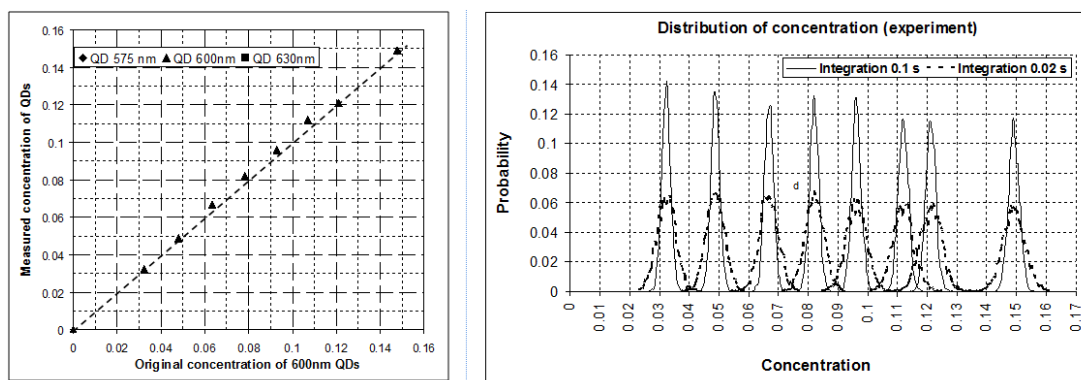 0.16
0.14
0.12
0.10
0.08
0.06
0.04
0.02
0
QD 575 nm QD 600nm QD 630nm
Measured concentration of QDs
0 0.02 0.04 0.06 0.08 0.10 0.12 0.14 0.16
Original concentration of 600nm QDs
Distribution of concentration (experiment)
0.16
0.14
0.12
0.1
0.08
0.06
0.04
0.02
0
Integration 0.1 s Integration 0.02 s
d
Probability
0 0.01 0.02 0.03 0.04 0.05 0.06 0.07 0.08 0.09 0.1 0.11 0.12 0.13 0.14 0.15 0.16 0.17
Concentration